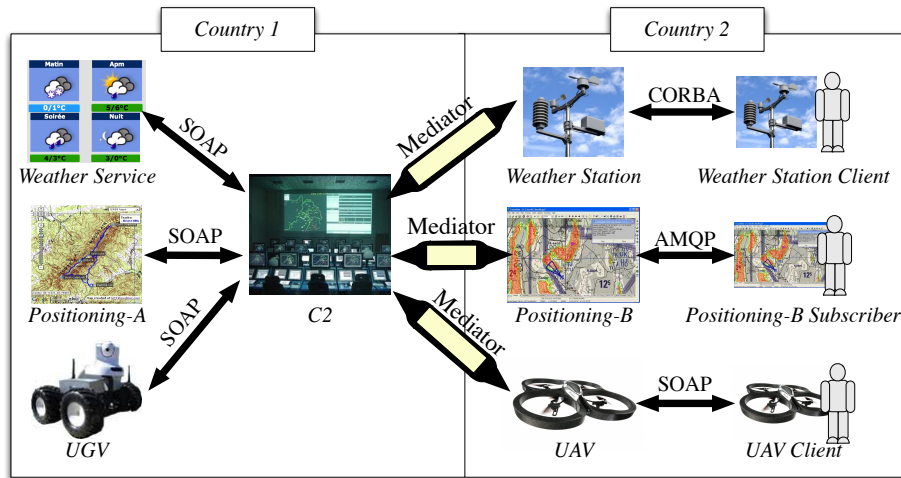 Country 1
Country 2
Matin
Apm
0/1°C
5/6°C
Soirée
Nuit
4/3°C
3/0°C
Weather Service
SOAP
Mediator
Weather Station
CORBA
Weather Station Client
Positioning-A
SOAP
C2
Mediator
Positioning-B
AMQP
Positioning-B Subscriber
UGV
SOAP
Mediator
UAV
SOAP
UAV Client
24
12⁵